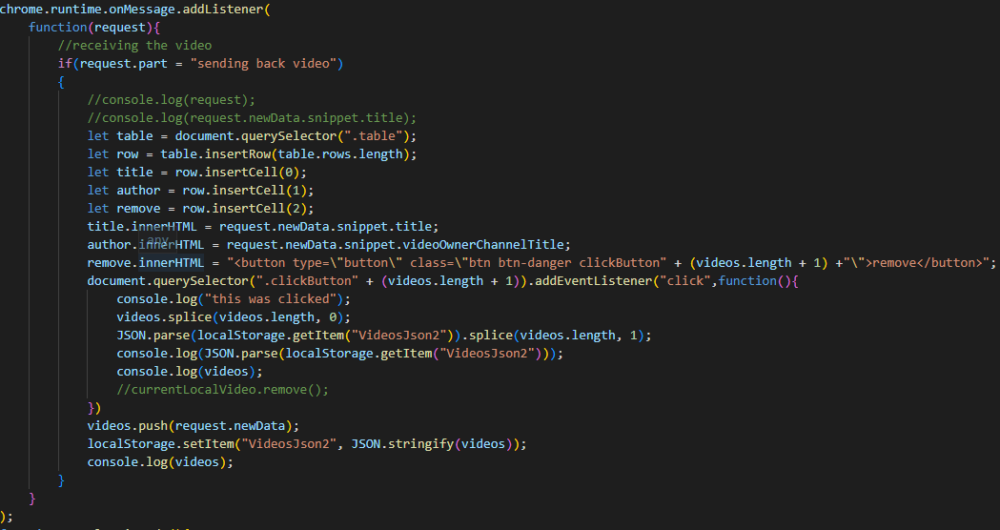 chrome.runtime.onMessage.addListener(
function(request){
//receiving the video
if(request.part = "sending back video")
{
//console.log(request);
//console.log(request.newData.snippet.title);
let table = document.querySelector(".table");
let row = table.insertRow(table.rows.length);
let title = row.insertCell(0);
let author = row.insertCell(1);
let remove = row.insertCell(2);
title.innerHTML = request.newData.snippet.title;
any
author.innerHTML = request.newData.snippet.videoOwnerChannelTitle;
remove.innerHTML = "<button type=\"button\" class=\"btn btn-danger clickButton" + (videos.length + 1) +"\">remove</button>";
document.querySelector(".clickButton" + (videos.length + 1)).addEventListener("click",function(){
console.log("this was clicked");
videos.splice(videos.length, 0);
JSON.parse(localStorage.getItem("VideosJson2")).splice(videos.length, 1);
console.log(JSON.parse(localStorage.getItem("VideosJson2")));
console.log(videos);
//currentLocalVideo.remove();
})
videos.push(request.newData);
localStorage.setItem("VideosJson2", JSON.stringify(videos));
console.log(videos);
}
}
);